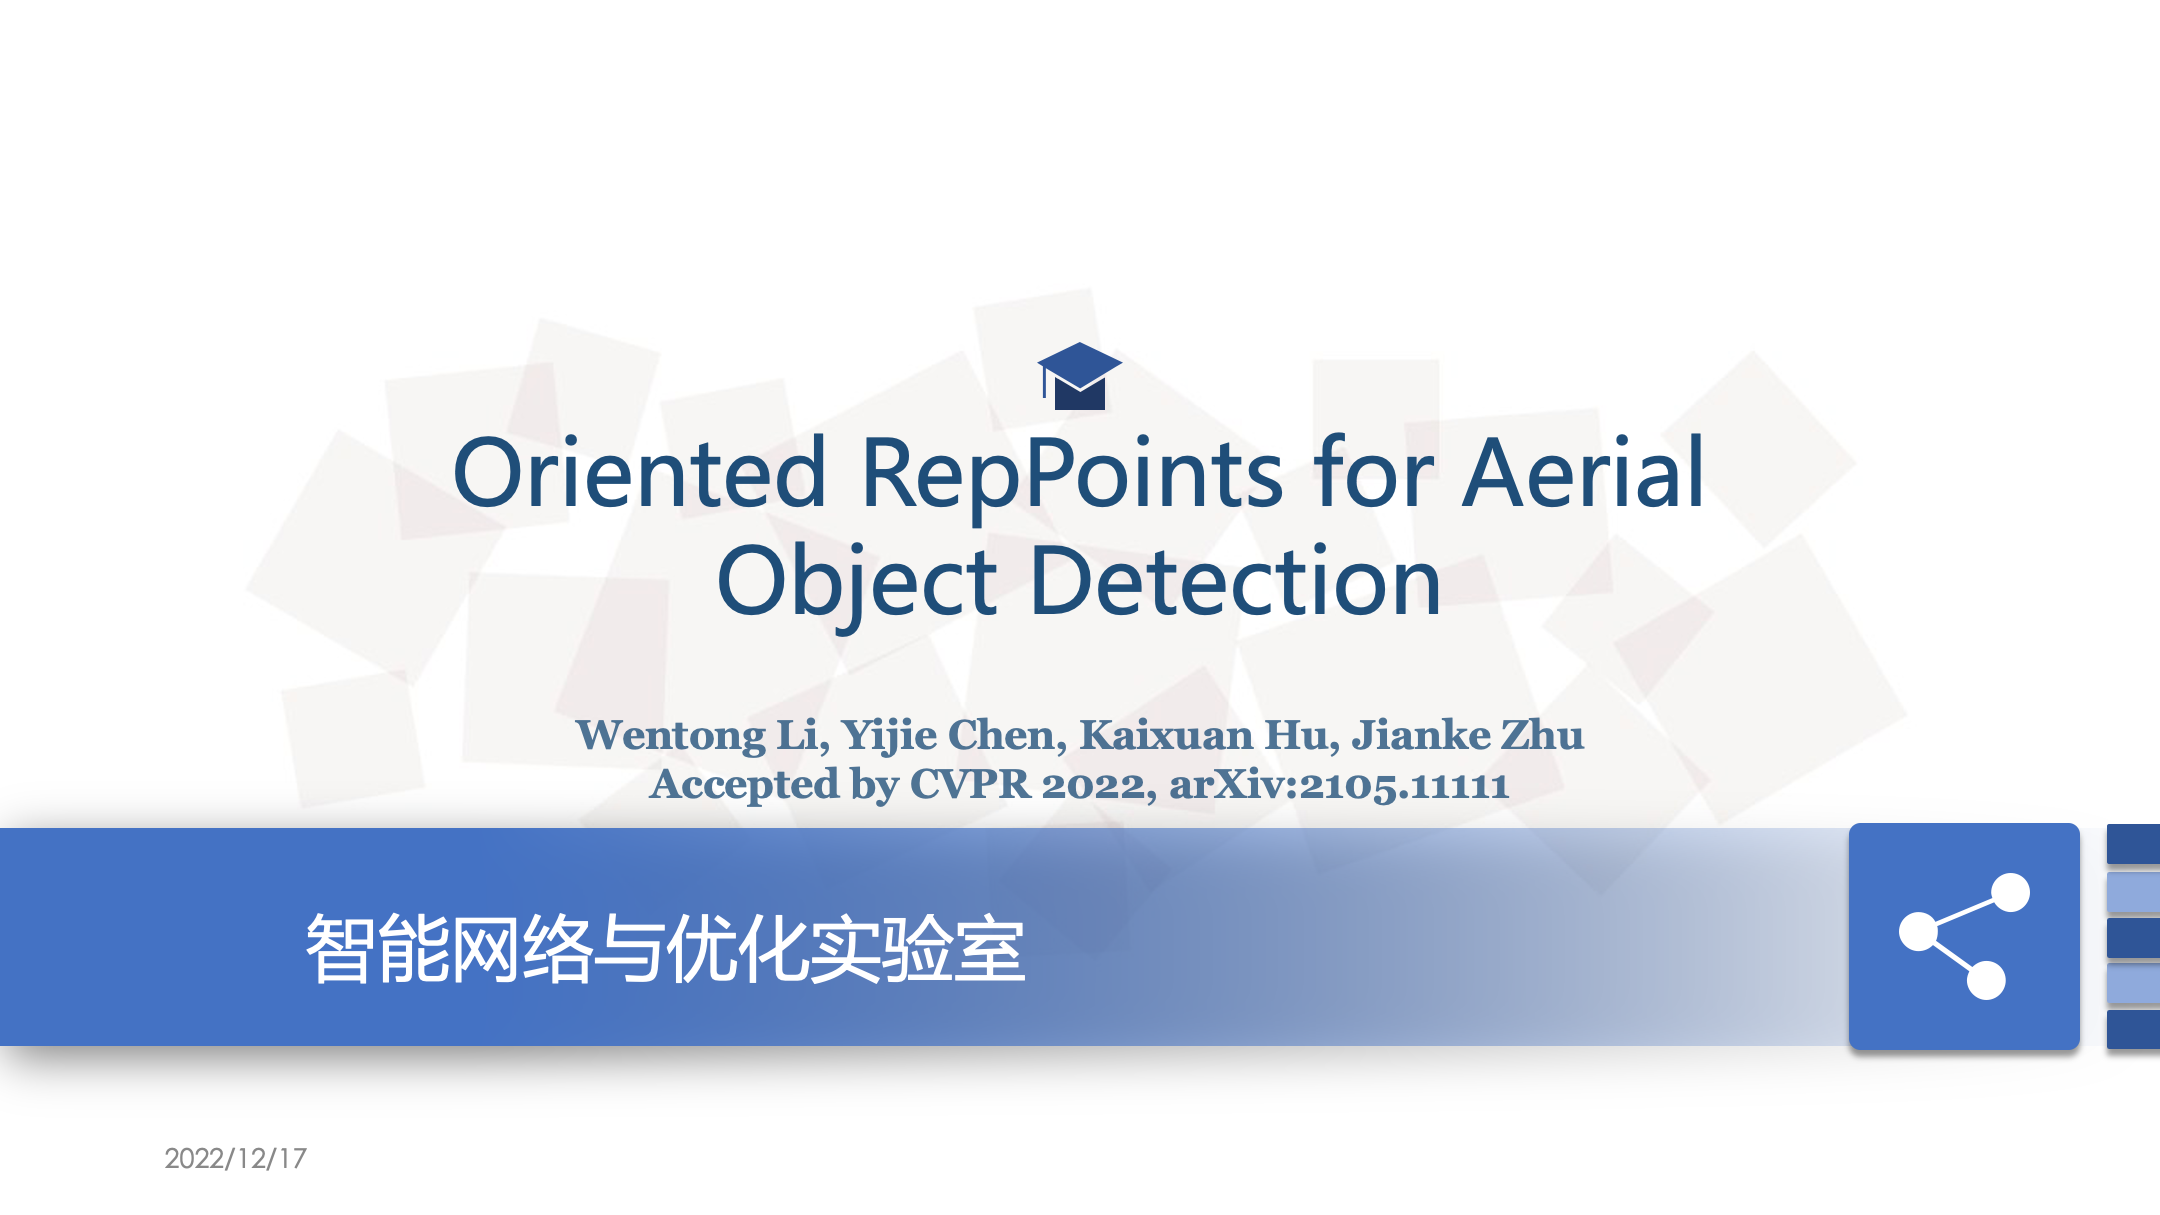 Oriented RepPoints for Aerial
Object Detection
Wentong Li, Yijie Chen, Kaixuan Hu, Jianke Zhu
Accepted by CVPR 2022, arXiv:2105.11111
智能网络与优化实验室
2022/12/17